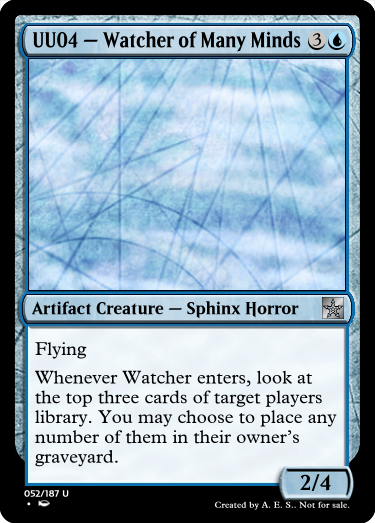 UU04 — Watcher of Many Minds 3
Artifact Creature — Sphinx Horror
Flying
Whenever Watcher enters, look at
the top three cards of target players
library. You may choose to place any
number of them in their owner's
graveyard.
2/4
052/187 U
Created by A. E. S.. Not for sale.